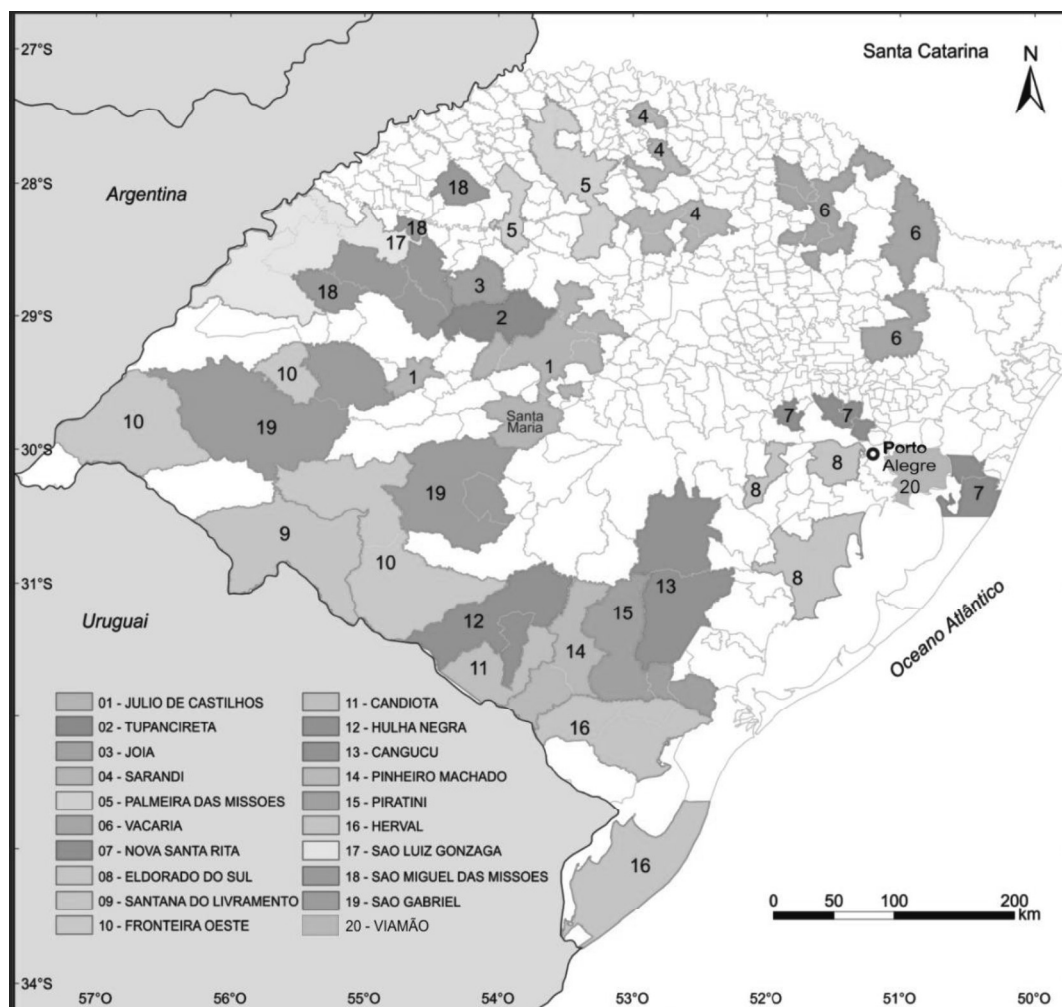 27°S
Santa Catarina
N
4
4
Argentina
28°S
18
5
4
6
6
5
18
17
3
18
2
29°S
6
1
10
1
7
7
Santa
Maria
10
19
30°S
Porto
Alegre
8
20
7
8
19
9
10
31°S
8
13
Uruguai
12
15
14
11
Oceano Atlântico
16
01 - JULIO DE CASTILHOS
02 - TUPANCIRETA
03 - JOIA
04 - SARANDI
05 - PALMEIRA DAS MISSOES
06 - VACARIA
07 - NOVA SANTA RITA
08 - ELDORADO DO SUL
09 - SANTANA DO LIVRAMENTO
10 - FRONTEIRA OESTE
11 - CANDIOTA
12 - HULHA NEGRA
13 - CANGUCU
14 - PINHEIRO MACHADO
15 - PIRATINI
16 - HERVAL
17 - SAO LUIZ GONZAGA
18 - SAO MIGUEL DAS MISSOES
19 - SAO GABRIEL
20 - VIAMÃO
16
0 50 100 200
km
34°S
57°O 56°O 55°O 54°O 53°O 52°O 51°O 50°O